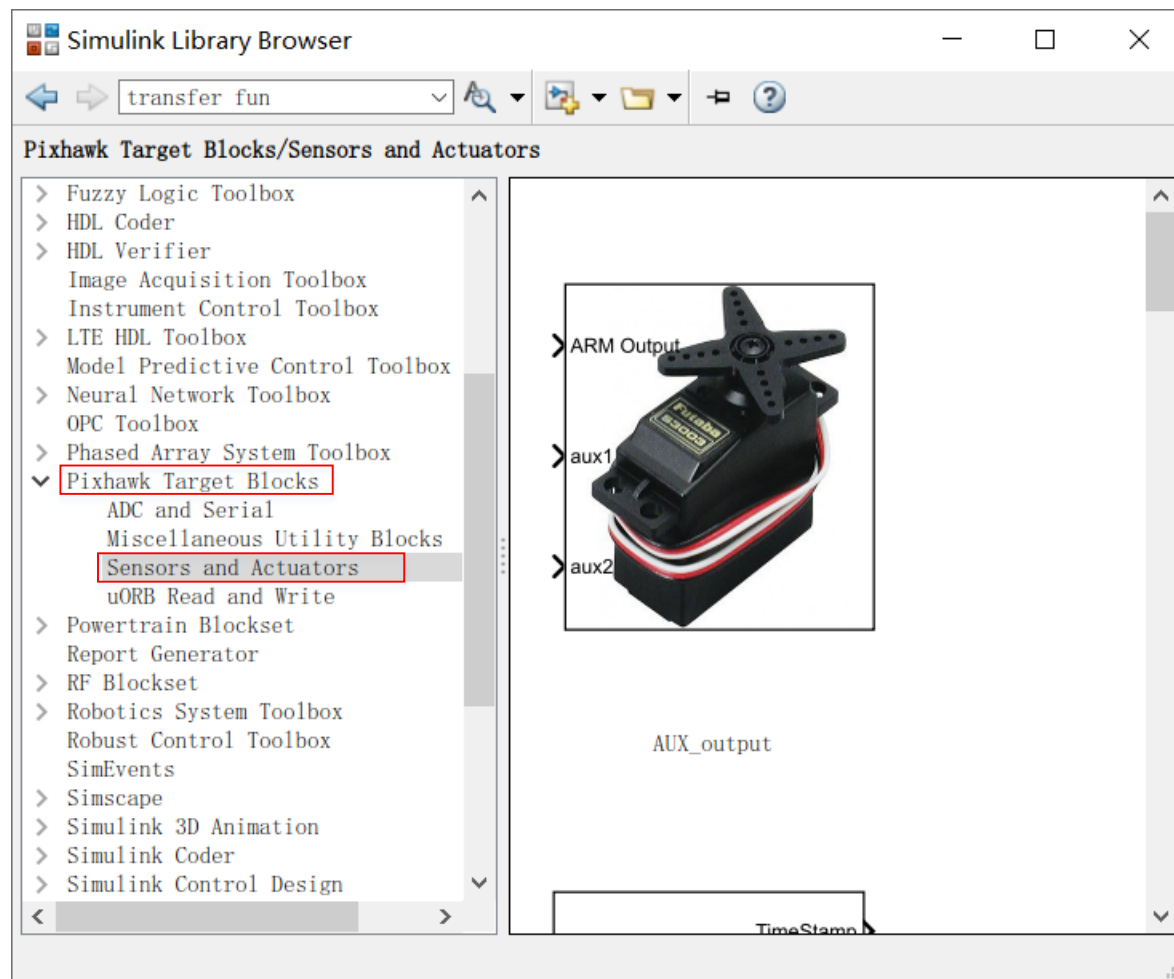 Simulink Library Browser
transfer fun
Pixhawk Target Blocks/Sensors and Actuators
Fuzzy Logic Toolbox
HDL Coder
HDL Verifier
Image Acquisition Toolbox
Instrument Control Toolbox
LTE HDL Toolbox
Model Predictive Control Toolbox
Neural Network Toolbox
OPC Toolbox
Phased Array System Toolbox
Pixhawk Target Blocks
ADC and Serial
Miscellaneous Utility Blocks
Sensors and Actuators
uORB Read and Write
Powertrain Blockset
Report Generator
RF Blockset
Robotics System Toolbox
Robust Control Toolbox
SimEvents
Simscape
Simulink 3D Animation
Simulink Coder
Simulink Control Design
ARM Output
Futaba
S3003
aux1
aux2
AUX_output
TimeStamp